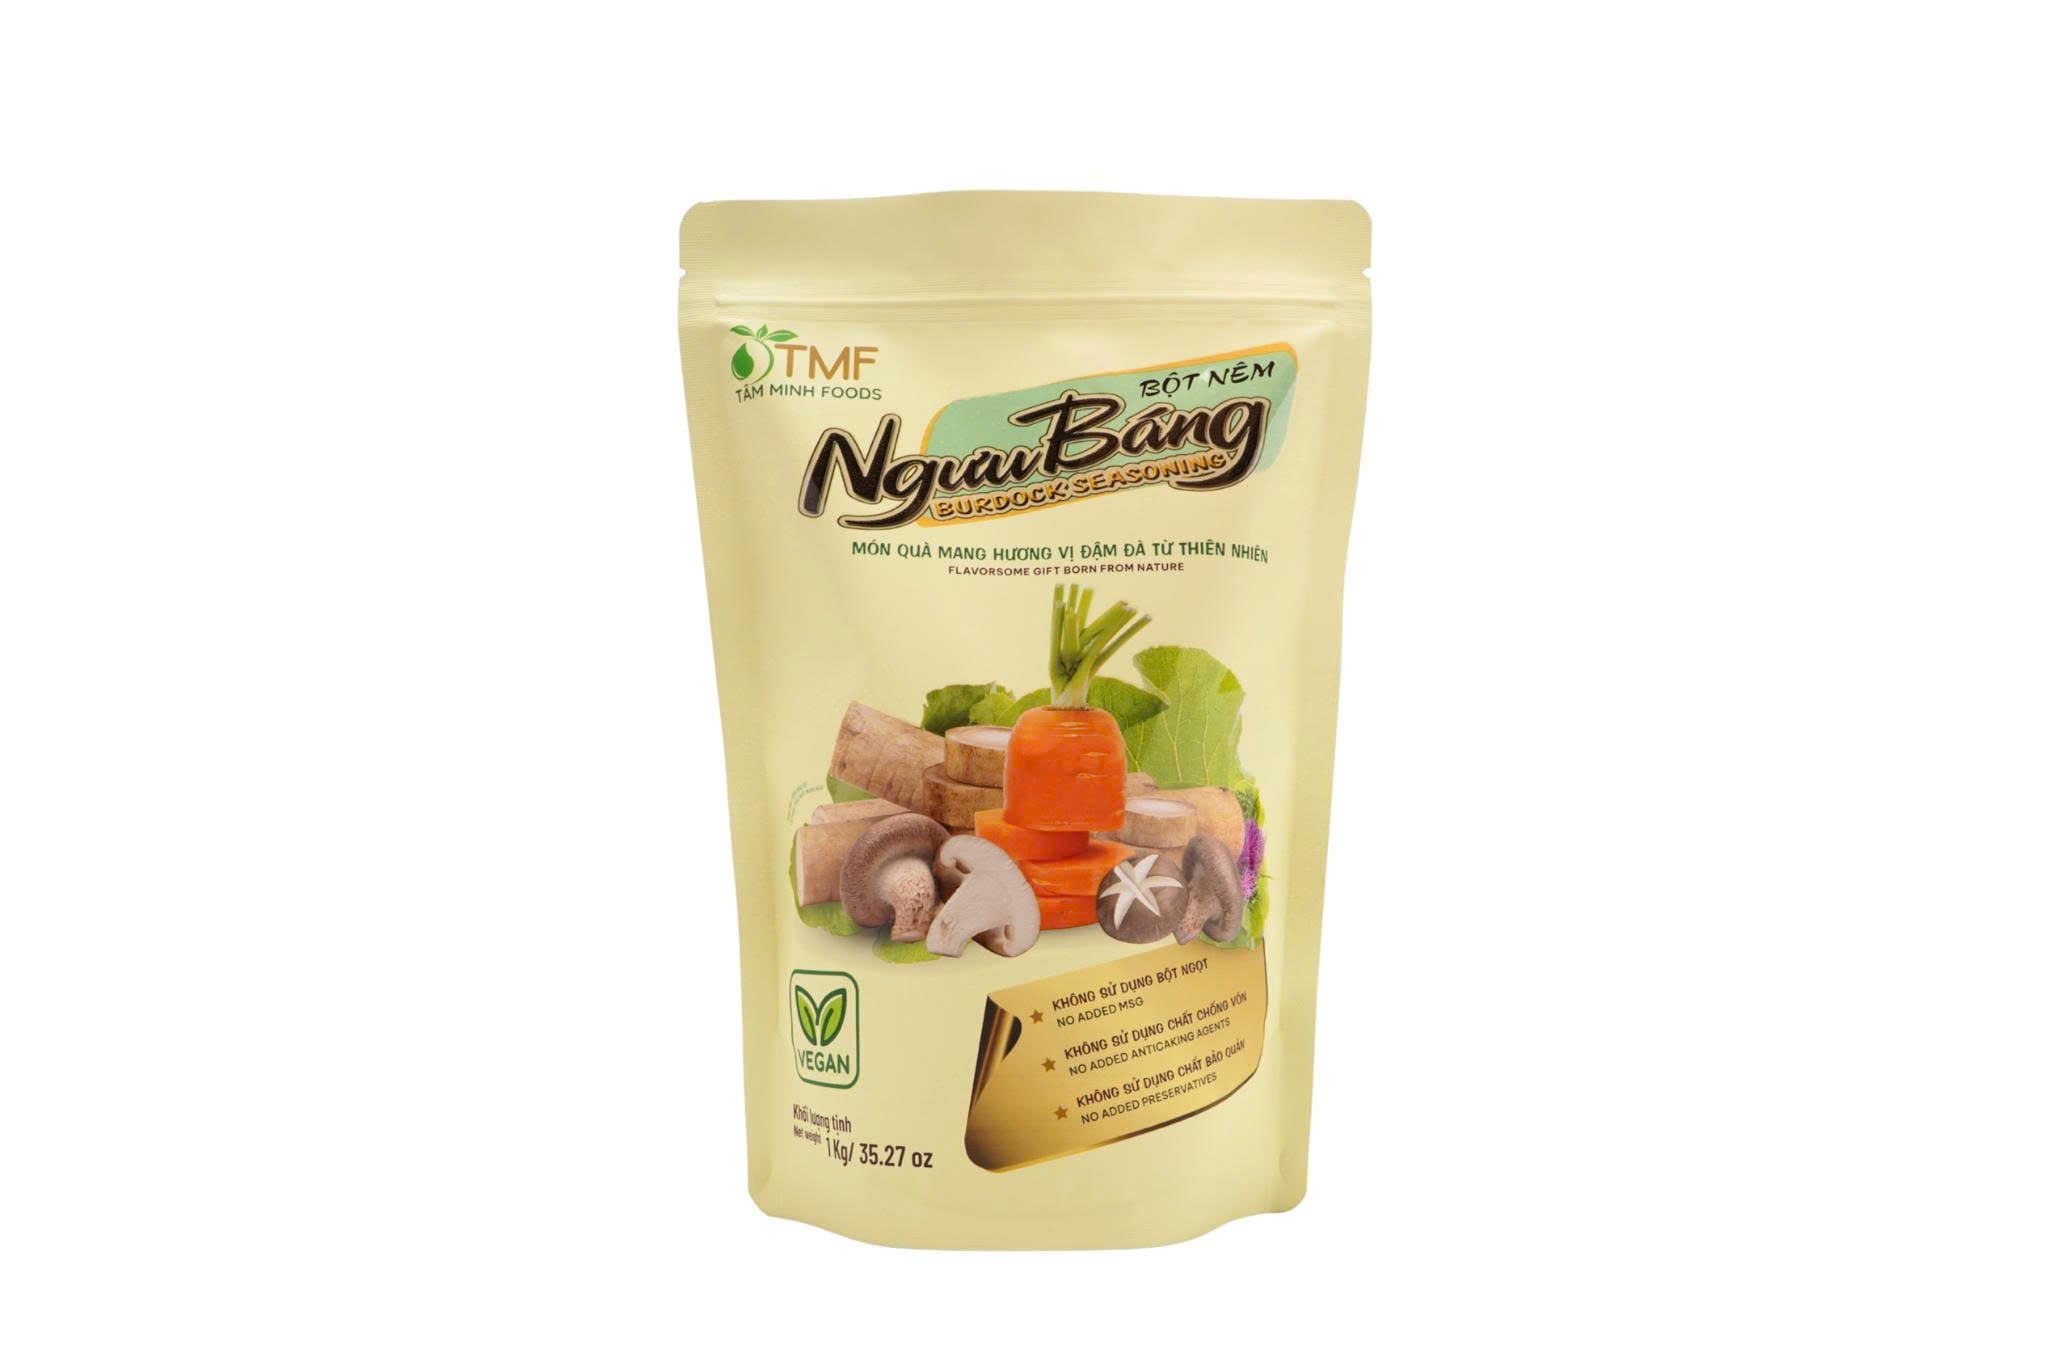 TMF
TÂM MINH FOODS
BỘT NÊM
Ngưu Báng
BURDOCK SEASONING
MÓN QUÀ MANG HƯƠNG VỊ ĐẬM ĐÀ TỪ THIÊN NHIÊN
FLAVORSOME GIFT BORN FROM NATURE
KHÔNG SỬ DỤNG BỘT NGỌT
NO ADDED MSG
KHÔNG SỬ DỤNG CHẤT CHỐNG VÓN
NO ADDED ANTICAKING AGENTS
KHÔNG SỬ DỤNG CHẤT BẢO QUẢN
NO ADDED PRESERVATIVES
VEGAN
Khối lượng tịnh
Net weight 1 Kg/ 35.27 oz